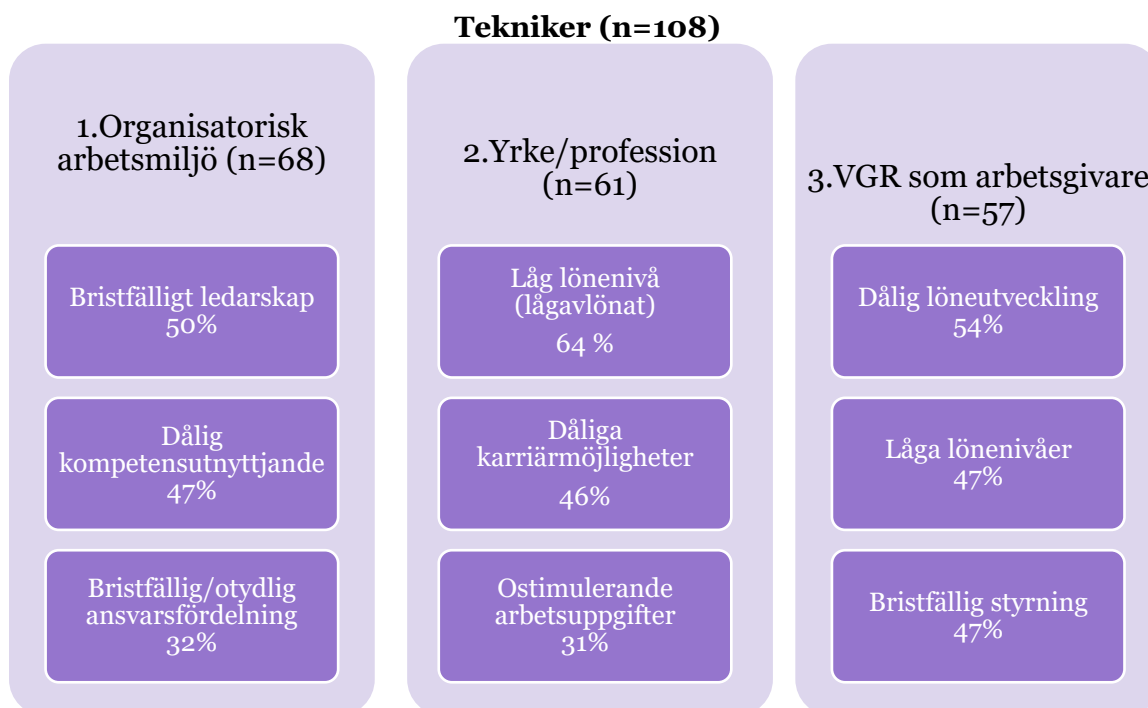 Tekniker (n=108)
1.Organisatorisk
arbetsmiljö (n=68)
Bristfälligt ledarskap
50%
Dålig
kompetensutnyttjande
47%
Bristfällig/otydlig
ansvarsfördelning
32%
2.Yrke/profession
(n=61)
Låg lönenivå
(lågavlönat)
64 %
Dåliga
karriärmöjligheter
46%
Ostimulerande
arbetsuppgifter
31%
3.VGR som arbetsgivare
(n=57)
Dålig löneutveckling
54%
Låga lönenivåer
47%
Bristfällig styrning
47%